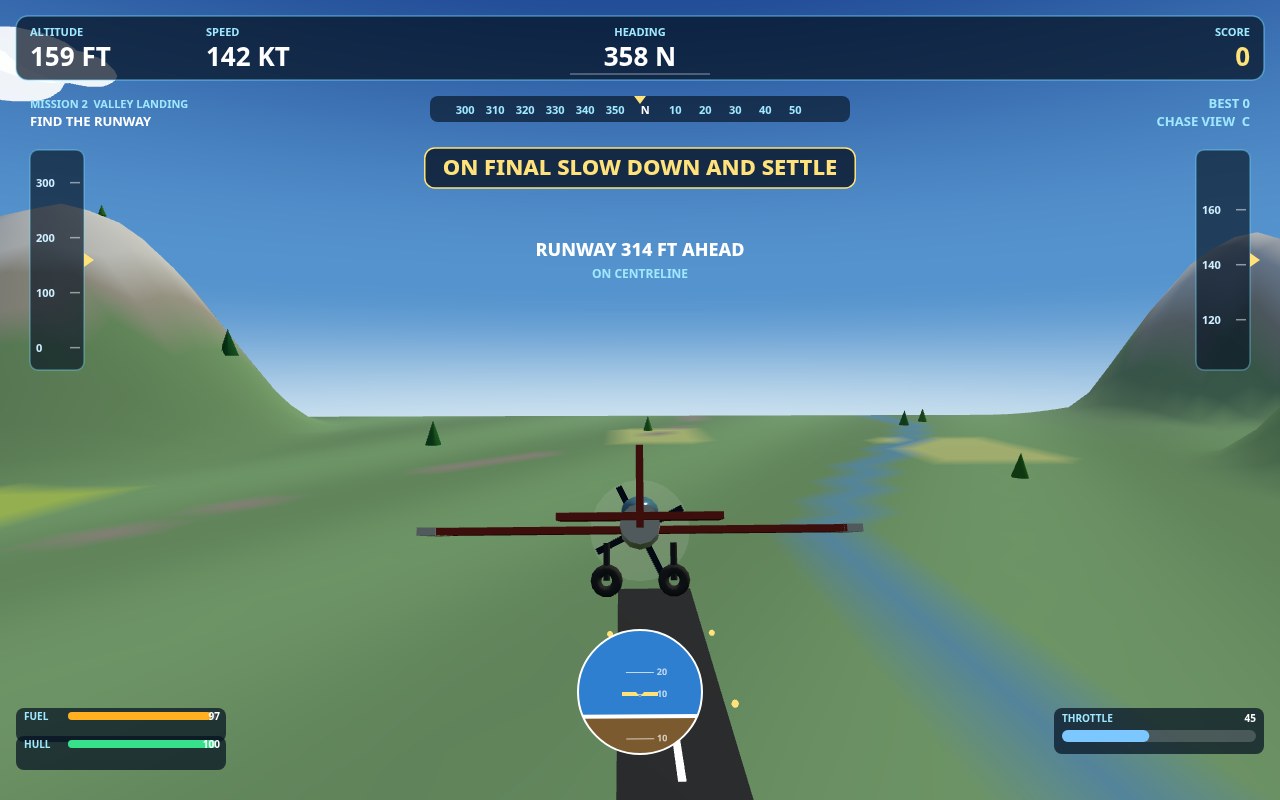 ALTITUDE
159 FT
SPEED
142 KT
HEADING
358 N
SCORE
0
MISSION 2 VALLEY LANDING
FIND THE RUNWAY
300 310 320 330 340 350 N 10 20 30 40 50
BEST 0
CHASE VIEW C
ON FINAL SLOW DOWN AND SETTLE
RUNWAY 314 FT AHEAD
ON CENTRELINE
300
200
100
0
160
140
120
20
10
10
FUEL 97
HULL 100
THROTTLE 45